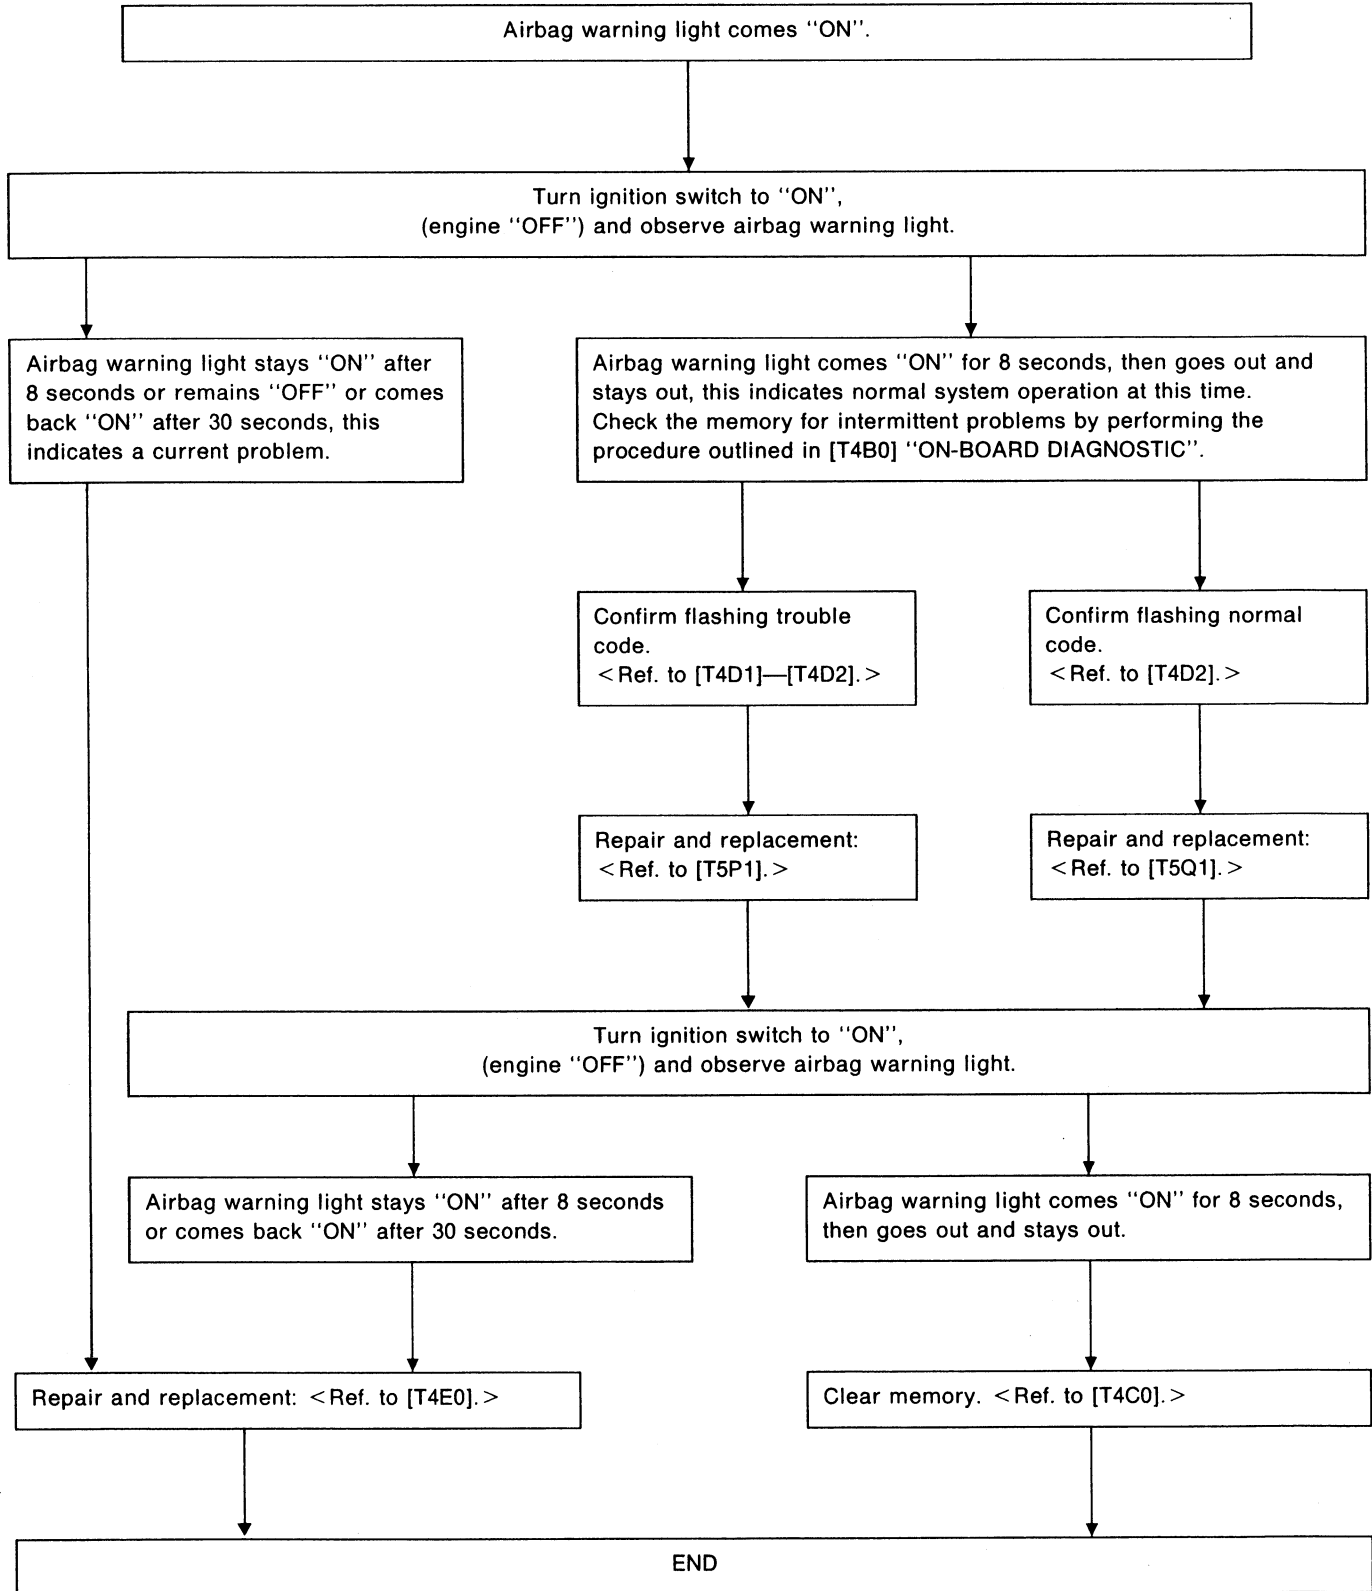 Airbag warning light comes “ON”.
Turn ignition switch to “ON”,
(engine “OFF”) and observe airbag warning light.
Airbag warning light stays “ON” after
8 seconds or remains “OFF” or comes
back “ON” after 30 seconds, this
indicates a current problem.
Airbag warning light comes “ON” for 8 seconds, then goes out and
stays out, this indicates normal system operation at this time.
Check the memory for intermittent problems by performing the
procedure outlined in [T4B0] “ON-BOARD DIAGNOSTIC”.
Confirm flashing trouble
code.
<Ref. to [T4D1]—[T4D2].>
Confirm flashing normal
code.
<Ref. to [T4D2].>
Repair and replacement:
<Ref. to [T5P1].>
Repair and replacement:
<Ref. to [T5Q1].>
Turn ignition switch to “ON”,
(engine “OFF”) and observe airbag warning light.
Airbag warning light stays “ON” after 8 seconds
or comes back “ON” after 30 seconds.
Airbag warning light comes “ON” for 8 seconds,
then goes out and stays out.
Repair and replacement: <Ref. to [T4E0].>
Clear memory. <Ref. to [T4C0].>
END